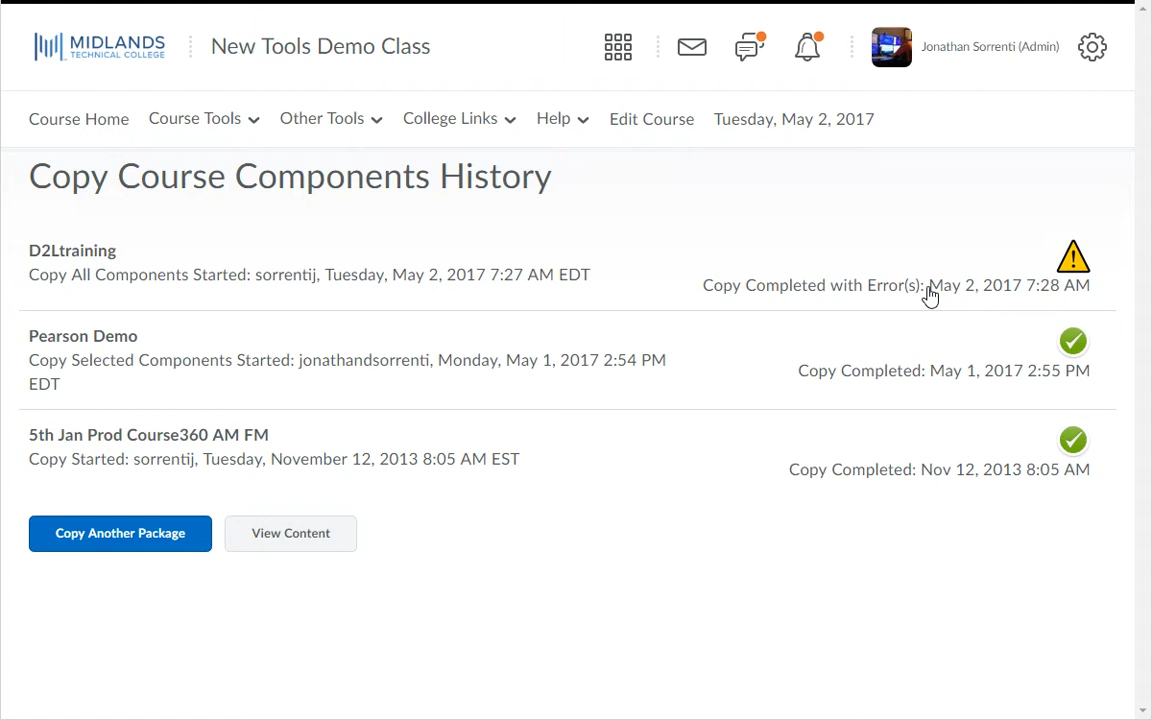 MIDLANDS
TECHNICAL COLLEGE
New Tools Demo Class
Jonathan Sorrenti (Admin)
Course Home
Course Tools
Other Tools
College Links
Help
Edit Course
Tuesday, May 2, 2017
Copy Course Components History
D2Ltraining
Copy All Components Started: sorrentij, Tuesday, May 2, 2017 7:27 AM EDT
Copy Completed with Error(s): May 2, 2017 7:28 AM
Pearson Demo
Copy Selected Components Started: jonathandsorrenti, Monday, May 1, 2017 2:54 PM
EDT
Copy Completed: May 1, 2017 2:55 PM
5th Jan Prod Course360 AM FM
Copy Started: sorrentij, Tuesday, November 12, 2013 8:05 AM EST
Copy Completed: Nov 12, 2013 8:05 AM
Copy Another Package
View Content